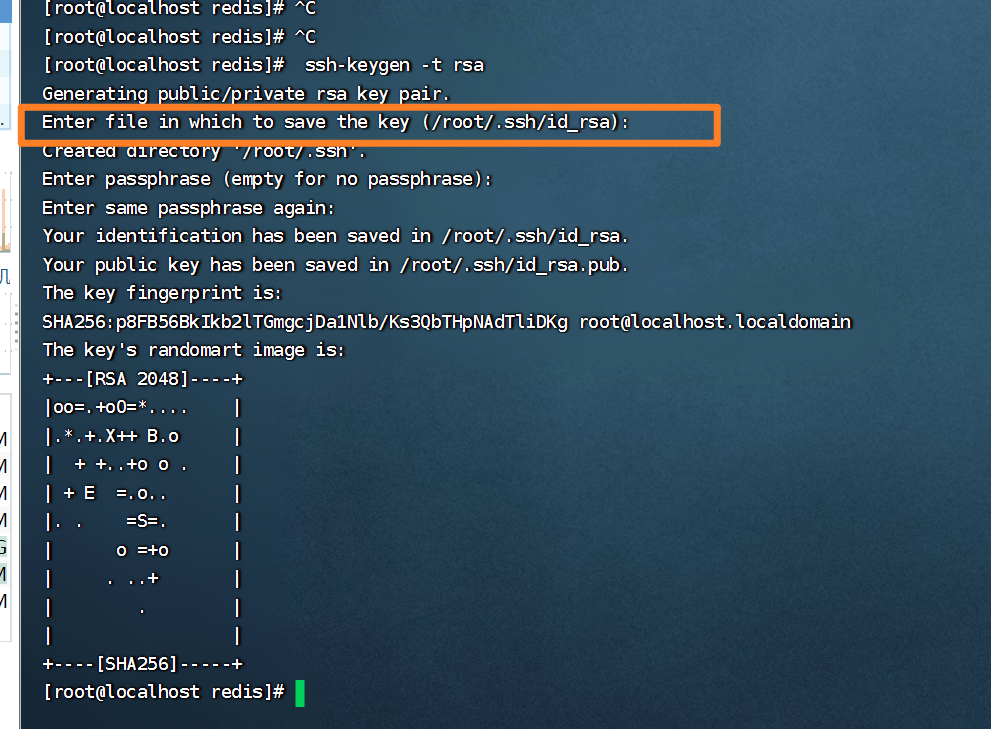 [root@localhost redis]# ^C
[root@localhost redis]# ^C
[root@localhost redis]#  ssh-keygen -t rsa
Generating public/private rsa key pair.
Enter file in which to save the key (/root/.ssh/id_rsa):
Created directory '/root/.ssh'.
Enter passphrase (empty for no passphrase):
Enter same passphrase again:
Your identification has been saved in /root/.ssh/id_rsa.
Your public key has been saved in /root/.ssh/id_rsa.pub.
The key fingerprint is:
SHA256:p8FB56BkIkb2lTGmgcjDa1Nlb/Ks3QbTHpNAdTliDKg root@localhost.localdomain
The key's randomart image is:
+---[RSA 2048]----+
|oo=.+oO=*....    |
|.*.+.X++ B.o     |
|  + +..+o o .    |
| + E  =.o..      |
|. .    =S=.      |
|      o =+o      |
|     . ..+       |
|        .        |
|                 |
+----[SHA256]-----+
[root@localhost redis]#